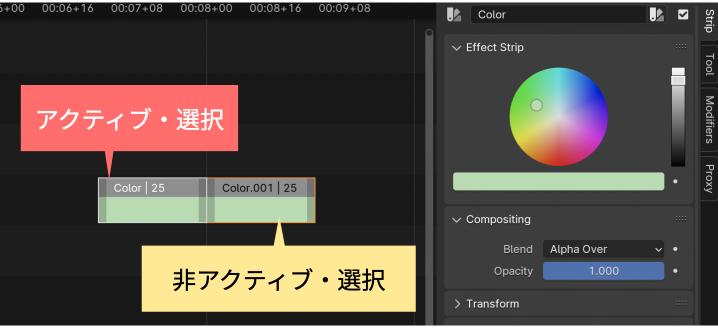 6+00 00:06+16 00:07+08 00:08+00 00:08+16 00:09+08
アクティブ・選択
Color | 25
Color.001 | 25
非アクティブ・選択
Color
Effect Strip
Compositing
Blend Alpha Over
Opacity 1.000
Transform
Strip
Tool
Modifiers
Proxy